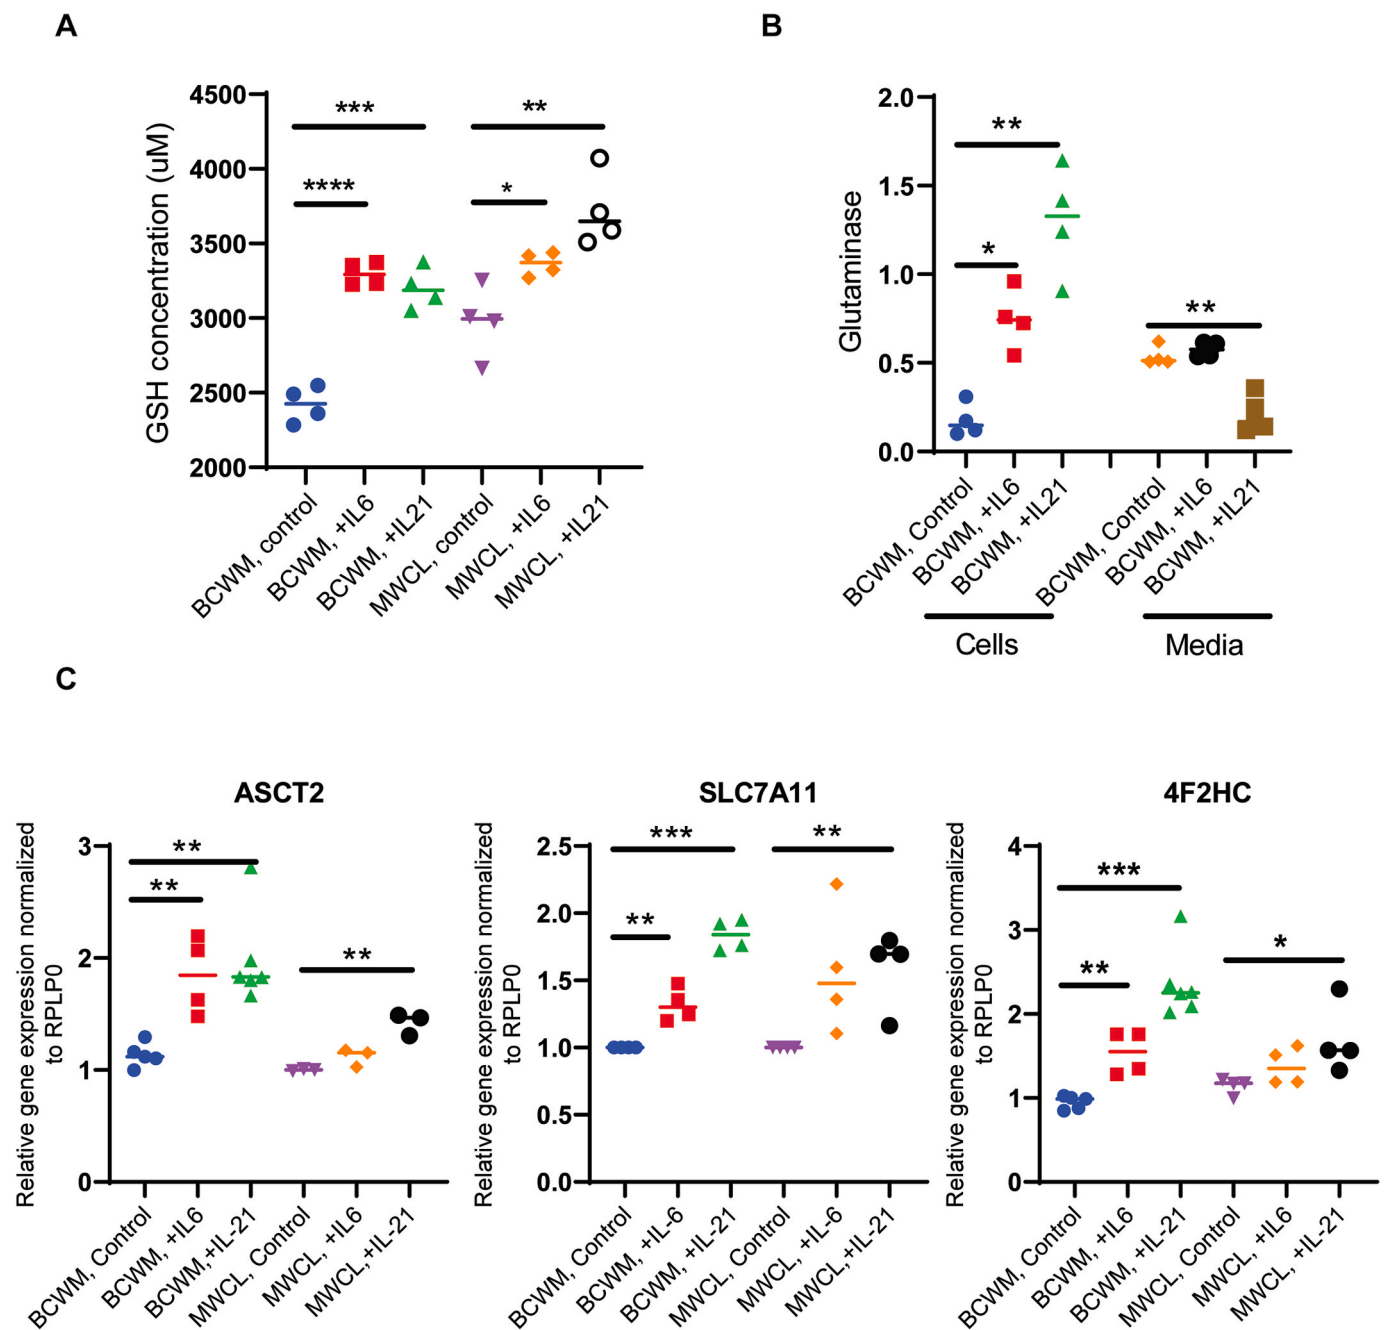 A
GSH concentration (uM)
4500
4000
3500
3000
2500
2000
***
**
****
*
BCWM, control
BCWM, +IL6
BCWM, +IL21
MWCL, control
MWCL, +IL6
MWCL, +IL21
B
Glutaminase
2.0
1.5
1.0
0.5
0.0
**
*
**
BCWM, Control
BCWM, +IL6
BCWM, +IL21
BCWM, Control
BCWM, +IL6
BCWM, +IL21
Cells
Media
C
ASCT2
Relative gene expression normalized
to RPLP0
3
2
1
0
**
**
**
BCWM, Control
BCWM, +IL6
BCWM,+IL-21
MWCL, Control
MWCL, +IL6
MWCL,+IL-21
SLC7A11
Relative gene expression normalized
to RPLP0
2.5
2.0
1.5
1.0
0.5
0.0
***
**
**
BCWM, Control
BCWM, +IL-6
BCWM, +IL-21
MWCL, Control
MWCL, +IL-6
MWCL,+IL-21
4F2HC
Relative gene expression normalized
to RPLP0
4
3
2
1
0
***
*
**
BCWM, Control
BCWM, +IL6
BCWM, +IL-21
MWCL, Control
MWCL, +IL6
MWCL, +IL-21